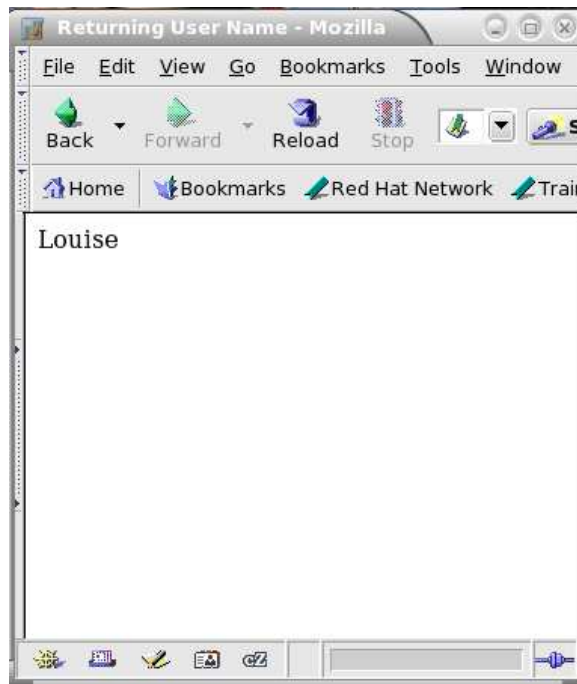 Returning User Name - Mozilla
File Edit View Go Bookmarks Tools Window
Back Forward Reload Stop
Home Bookmarks Red Hat Network
Louise